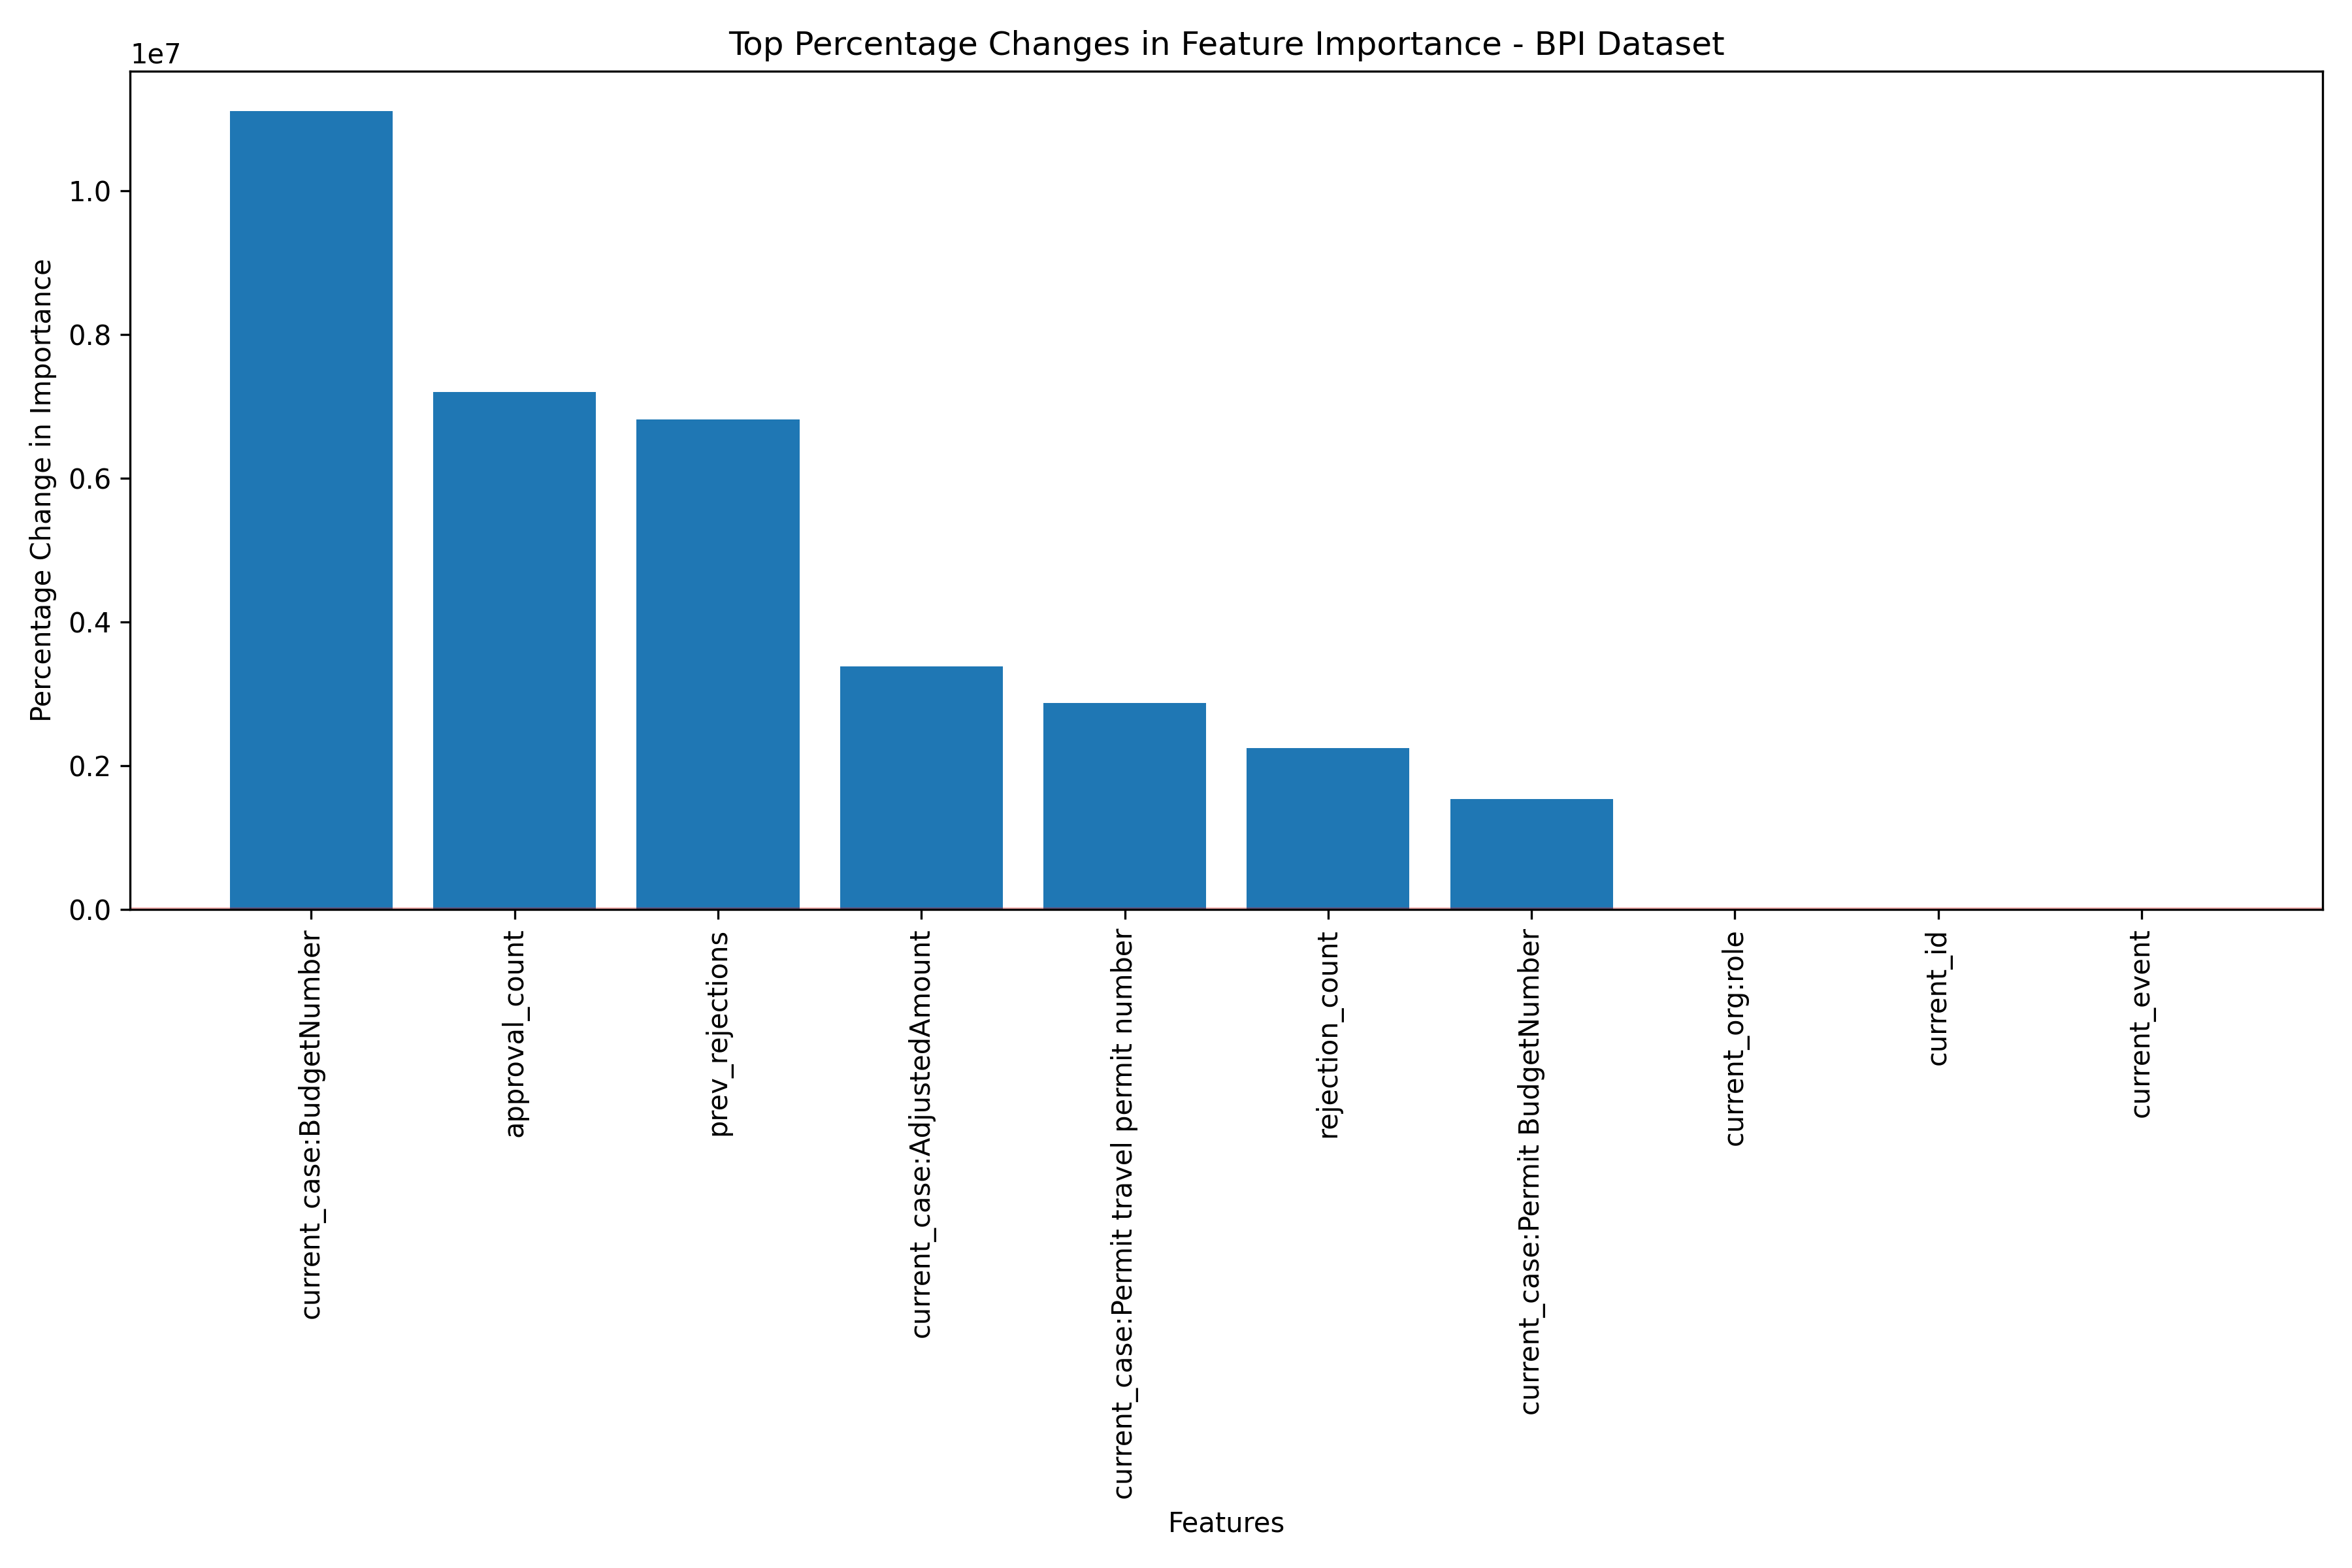 Top Percentage Changes in Feature Importance - BPI Dataset
1e7
Percentage Change in Importance
1.0
0.8
0.6
0.4
0.2
0.0
current_case:BudgetNumber
approval_count
prev_rejections
current_case:AdjustedAmount
current_case:Permit travel permit number
rejection_count
current_case:Permit BudgetNumber
current_org:role
current_id
current_event
Features